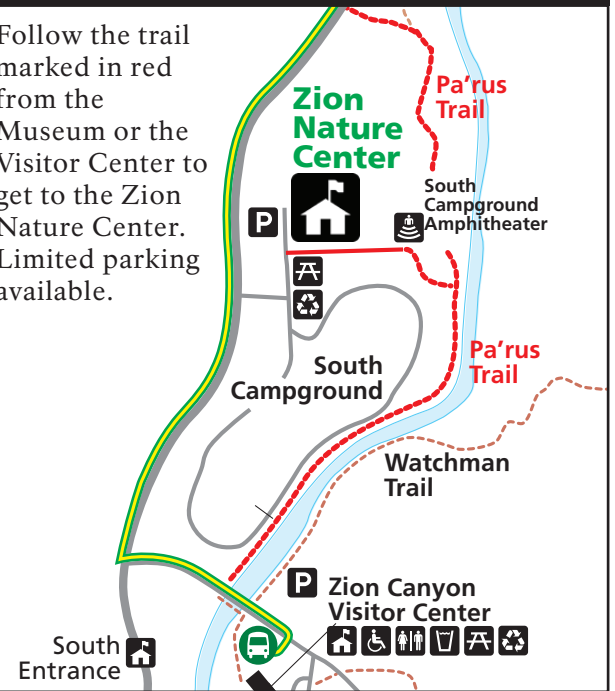 Follow the trail
marked in red
from the
Museum or the
Visitor Center to
get to the Zion
Nature Center.
Limited parking
available.
Zion
Nature
Center
Pa'rus
Trail
P
South
Campground
Amphitheater
South
Campground
Pa'rus
Trail
Watchman
Trail
P
Zion Canyon
Visitor Center
South
Entrance